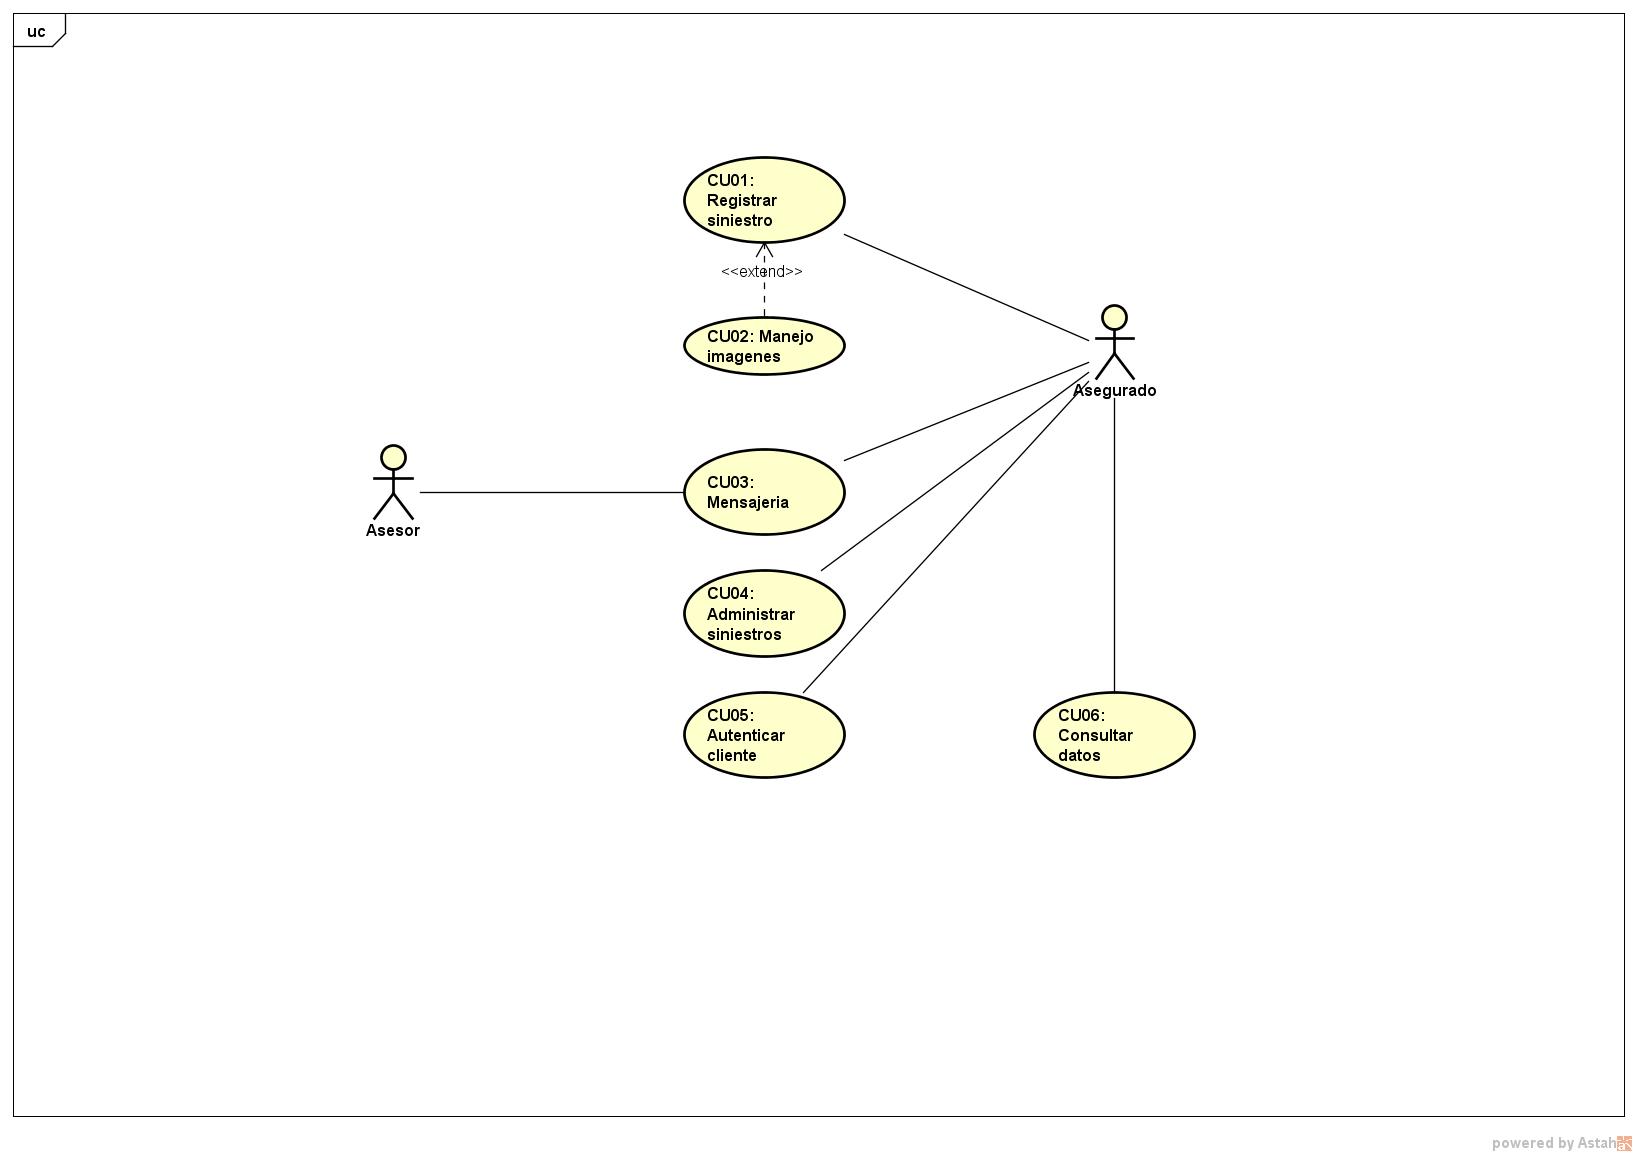 uc
CU01:
Registrar
siniestro
<<extend>>
CU02: Manejo
imagenes
Asegurado
CU03:
Mensajeria
Asesor
CU04:
Administrar
siniestros
CU05:
Autenticar
cliente
CU06:
Consultar
datos
powered by Astah